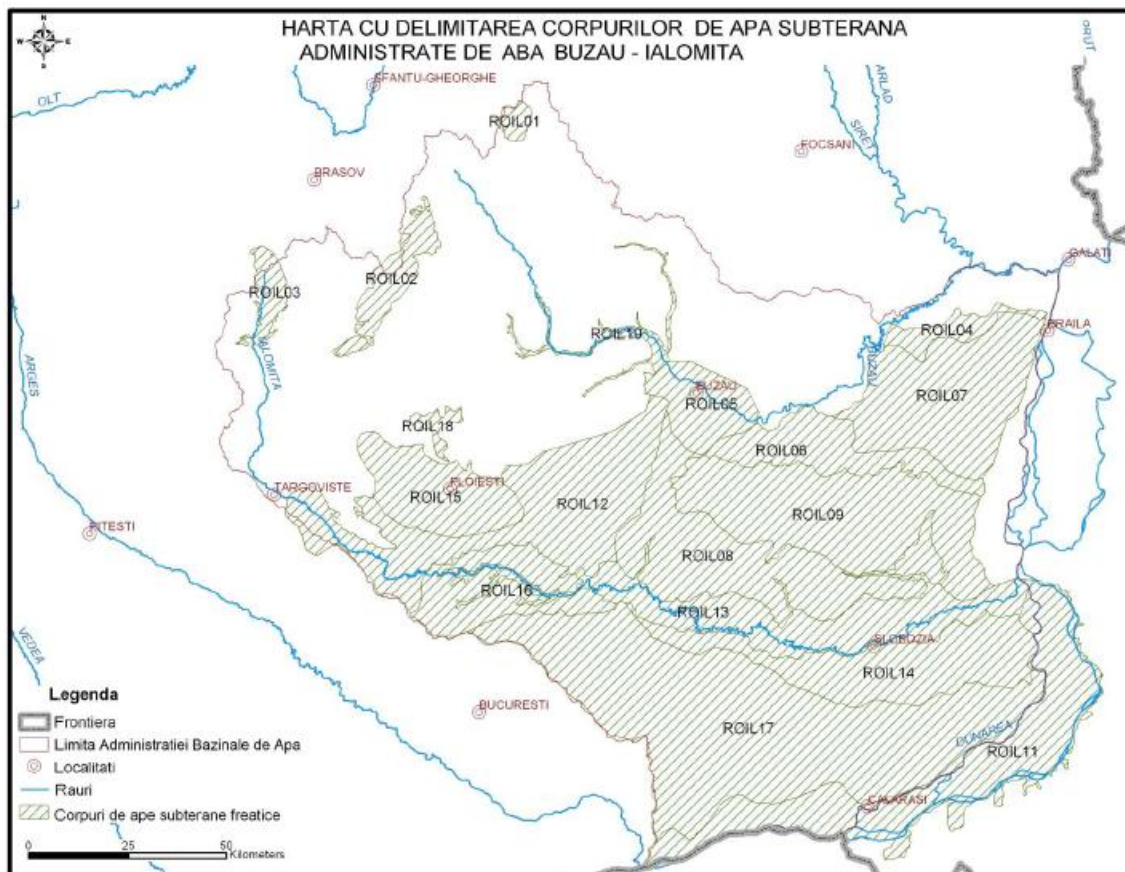 HARTA CU DELIMITAREA CORPURILOR DE APA SUBTERANA
ADMINISTRATE DE ABA BUZAU - IALOMITA
N
W
E
S
OLT
SFANTU-GHEORGHE
ROIL01
ARLAD
SIRET
PRUT
BRASOV
FOCSANI
GALATI
ROIL02
ROIL03
ROIL19
ROIL04
BRAILA
IALOMITA
BUZAU
ARGES
BUZAU
ROIL05
ROIL07
ROIL18
ROIL06
TARGOVISTE
PLOIESTI
ROIL15
ROIL12
ROIL09
PITESTI
ROIL08
ROIL16
ROIL13
SLOBOZIA
VEDEA
ROIL14
BUCURESTI
ROIL17
DUNAREA
ROIL11
CALARASI
Legenda
Frontiera
Limita Administratiei Bazinale de Apa
Localitati
Rauri
Corpuri de ape subterane freatice
0 25 50
Kilometers